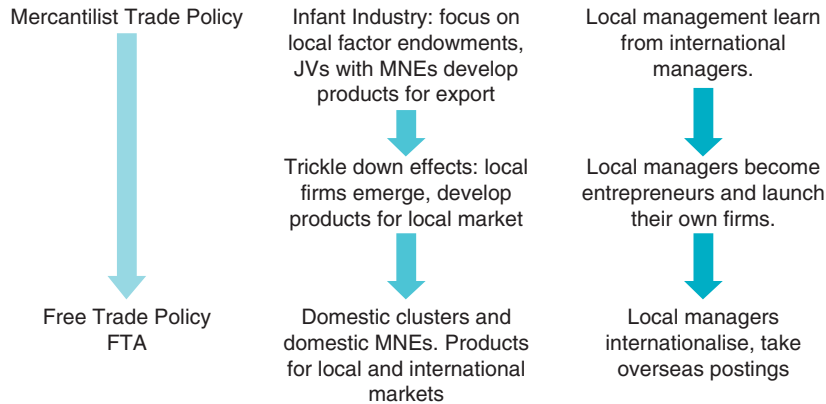 Mercantilist Trade Policy
Free Trade Policy
FTA
Infant Industry: focus on
local factor endowments,
JVs with MNEs develop
products for export
Trickle down effects: local
firms emerge, develop
products for local market
Domestic clusters and
domestic MNEs. Products
for local and international
markets
Local management learn
from international
managers.
Local managers become
entrepreneurs and launch
their own firms.
Local managers
internationalise, take
overseas postings